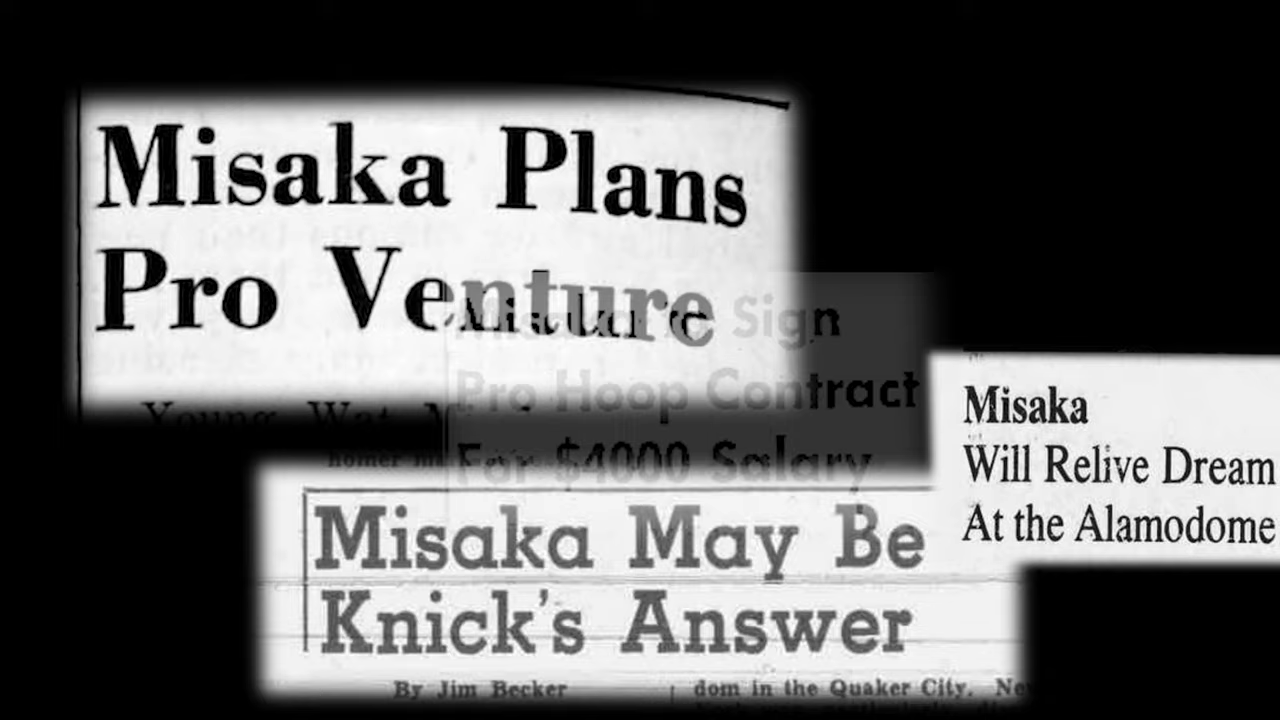 Misaka Plans
Pro Venture
Young Wat
Misaka To Sign
Pro Hoop Contract
For $4000 Salary
Misaka
Will Relive Dream
At the Alamodome
Misaka May Be
Knick's Answer
By Jim Becker
dom in the Quaker City.